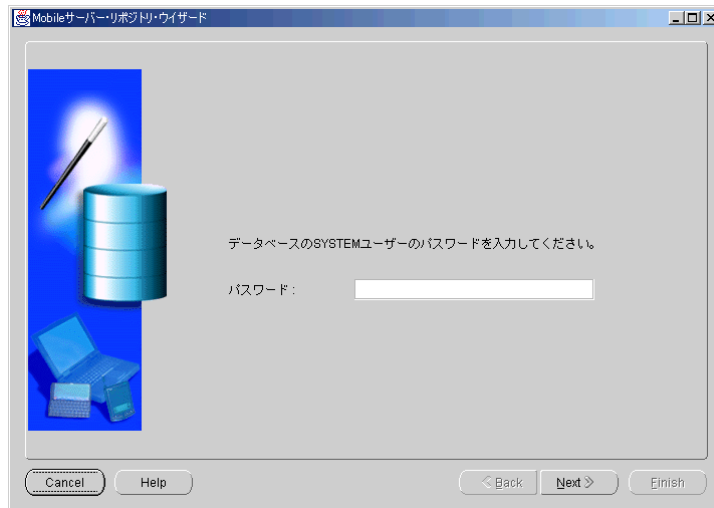 Mobileサーバー・リポジトリ・ウイザード
データベースのSYSTEMユーザーのパスワードを入力してください。
パスワード :
Cancel Help Back Next Finish